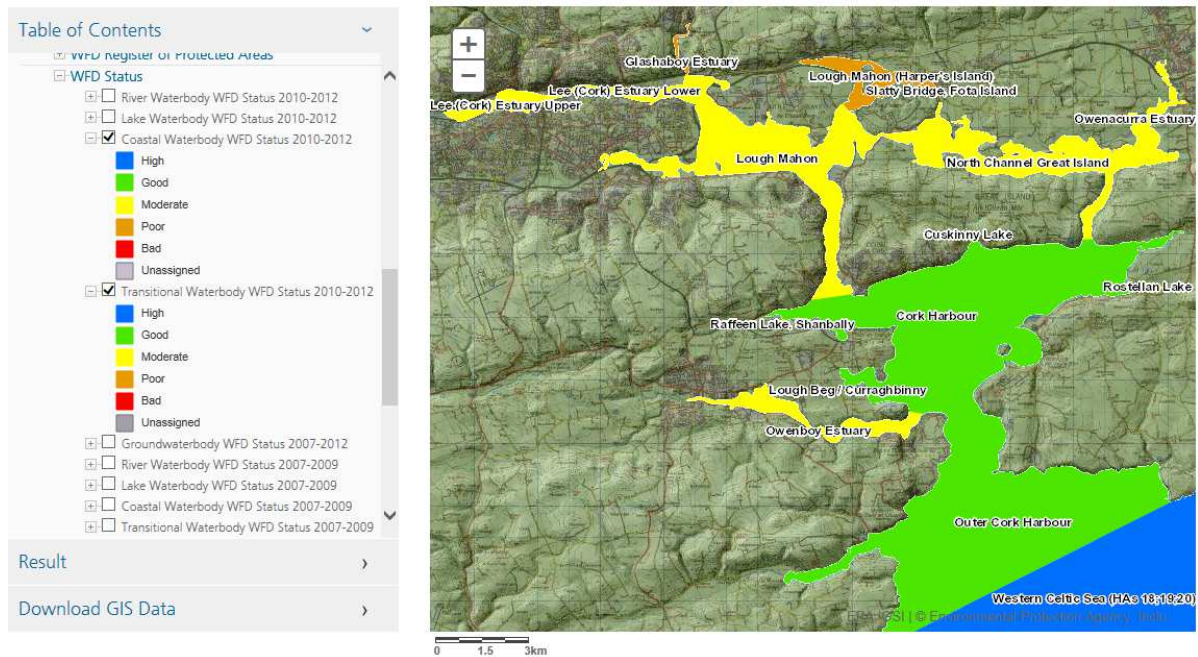 Table of Contents
WFD Register of Protected Areas
WFD Status
River Waterbody WFD Status 2010-2012
Lake Waterbody WFD Status 2010-2012
Coastal Waterbody WFD Status 2010-2012
High
Good
Moderate
Poor
Bad
Unassigned
Transitional Waterbody WFD Status 2010-2012
High
Good
Moderate
Poor
Bad
Unassigned
Groundwaterbody WFD Status 2007-2012
River Waterbody WFD Status 2007-2009
Lake Waterbody WFD Status 2007-2009
Coastal Waterbody WFD Status 2007-2009
Transitional Waterbody WFD Status 2007-2009
Result
Download GIS Data
+
−
Glashaboy Estuary
Lough Mahon (Harper's Island)
Slatty Bridge, Fota Island
Lee (Cork) Estuary Lower
Lee (Cork) Estuary Upper
Owenacurra Estuary
Lough Mahon
North Channel Great Island
Cuskinny Lake
Rostellan Lake
Cork Harbour
Raffeen Lake, Shanbally
Lough Beg / Curraghbinny
Owenboy Estuary
Outer Cork Harbour
Western Celtic Sea (HAs 18;19;20)
| © Environmental Protection Agency,
0 1.5 3km